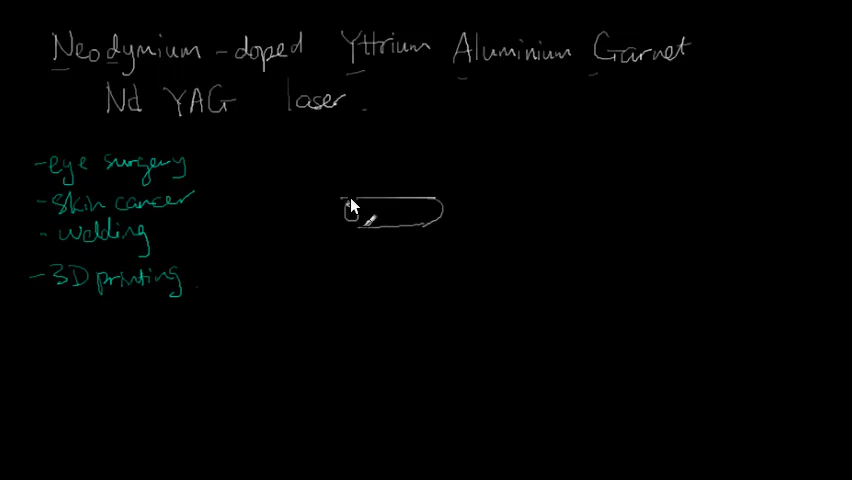 Neodymium-doped Yttrium Aluminium Garnet
Nd YAG laser.
-eye surgery
-skin cancer
-welding
-3D printing.